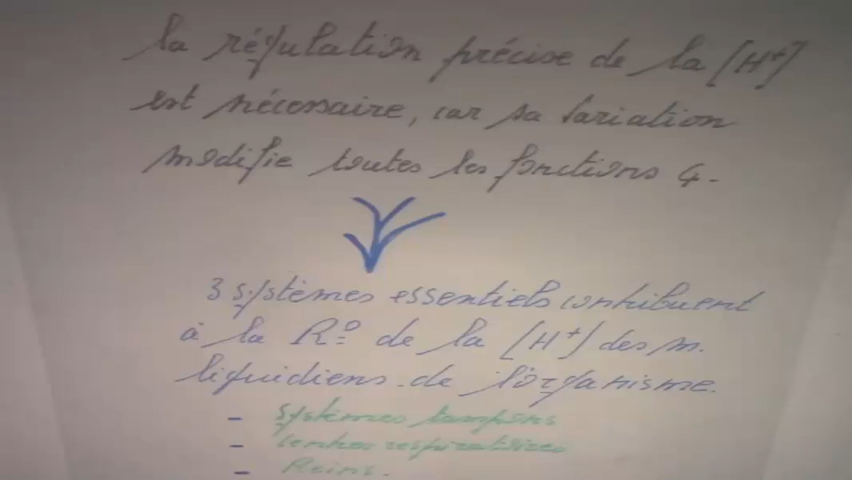 la régulation précise de la [H+]
est nécessaire, car sa variation
modifie toutes les fonctions
3 systèmes essentiels contribuent
à la R° de la [H+] des m.
liquidiens de l'organisme.
- systèmes tampons
- centres respiratoires
- Reins.